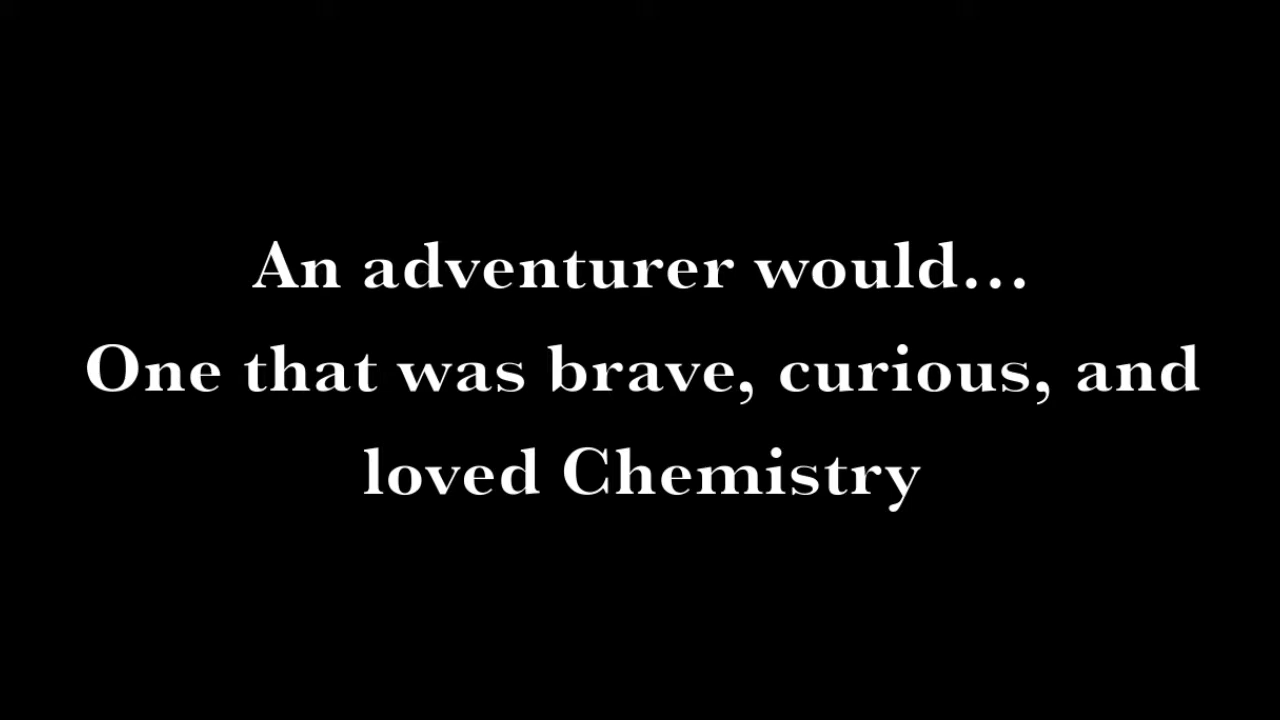 An adventurer would...
One that was brave, curious, and
loved Chemistry